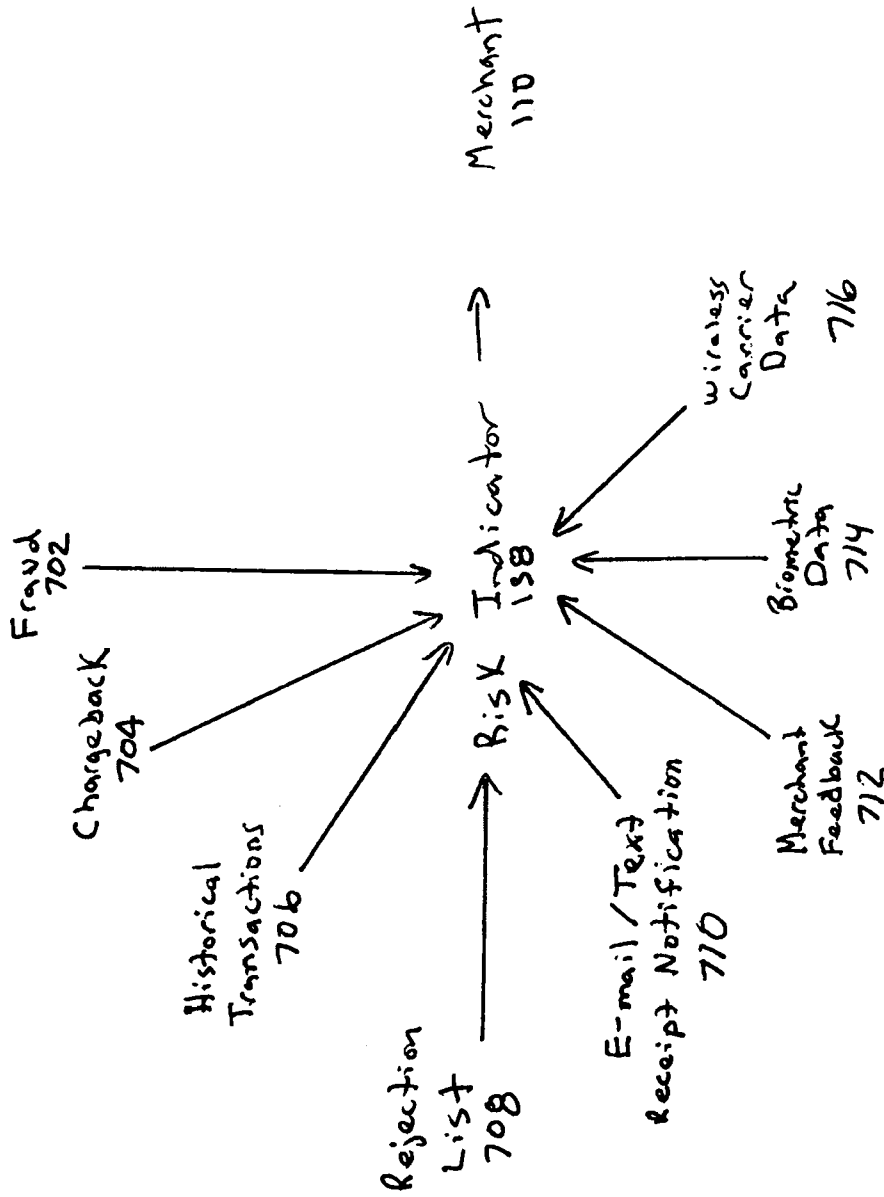 Fraud
702
Chargeback
704
Historical
Transactions
706
Rejection
List
708
Risk Indicator
138
Merchant
110
E-mail/Text
Receipt Notification
710
Merchant
Feedback
712
Biometric
Data
714
Wireless
Carrier
Data
716